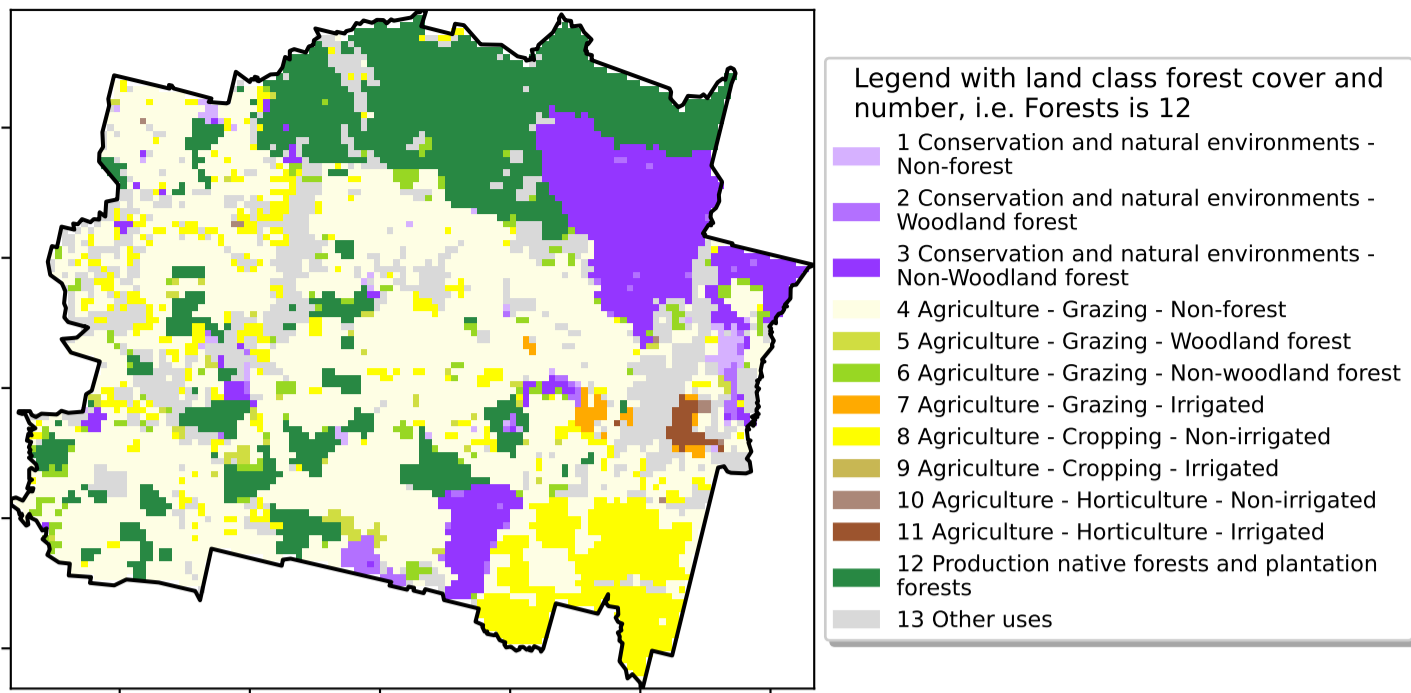 Legend with land class forest cover and
number, i.e. Forests is 12
1 Conservation and natural environments -
Non-forest
2 Conservation and natural environments -
Woodland forest
3 Conservation and natural environments -
Non-Woodland forest
4 Agriculture - Grazing - Non-forest
5 Agriculture - Grazing - Woodland forest
6 Agriculture - Grazing - Non-woodland forest
7 Agriculture - Grazing - Irrigated
8 Agriculture - Cropping - Non-irrigated
9 Agriculture - Cropping - Irrigated
10 Agriculture - Horticulture - Non-irrigated
11 Agriculture - Horticulture - Irrigated
12 Production native forests and plantation
forests
13 Other uses